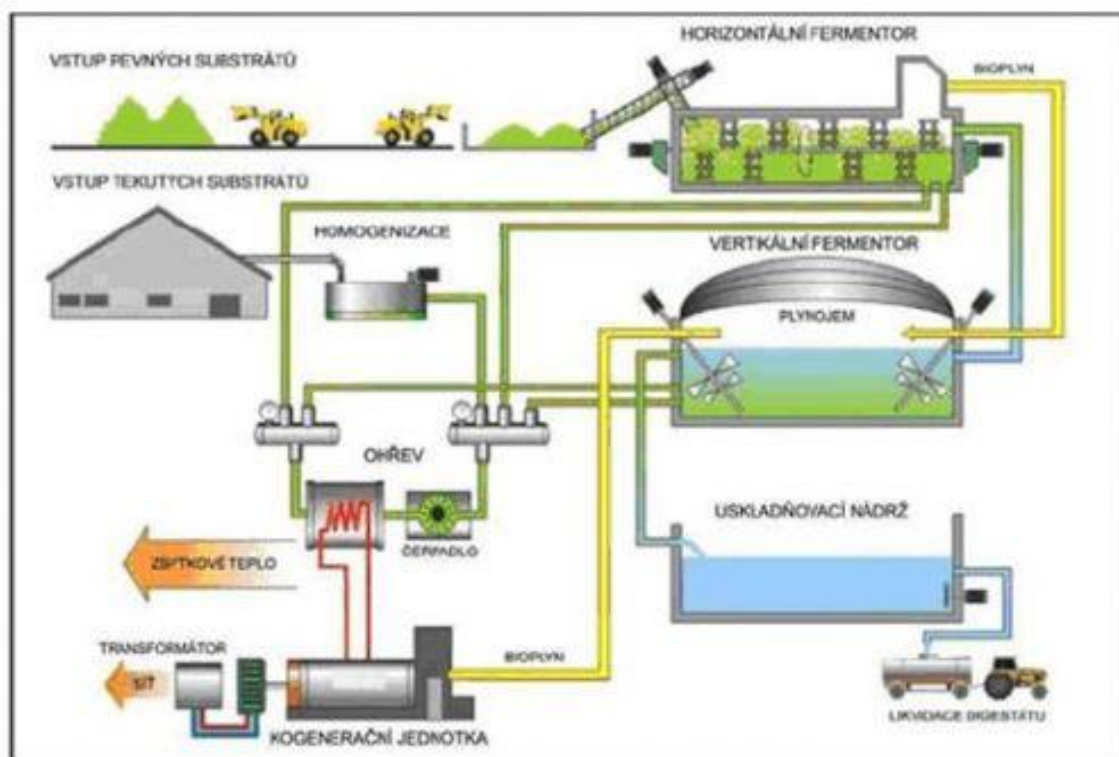 HORIZONTÁLNÍ FERMENTOR
VSTUP PEVNÝCH SUBSTRÁTŮ
BIOPLYN
VSTUP TEKUTÝCH SUBSTRÁTŮ
HOMOGENIZACE
VERTIKÁLNÍ FERMENTOR
PLYNOJEM
OHŘEV
USKLADŇOVACÍ NÁDRŽ
ČERPADLO
ZBYTKOVÉ TEPLO
TRANSFORMÁTOR
BIOPLYN
SÍŤ
LIKVIDACE DIGESTÁTU
KOGENERAČNÍ JEDNOTKA